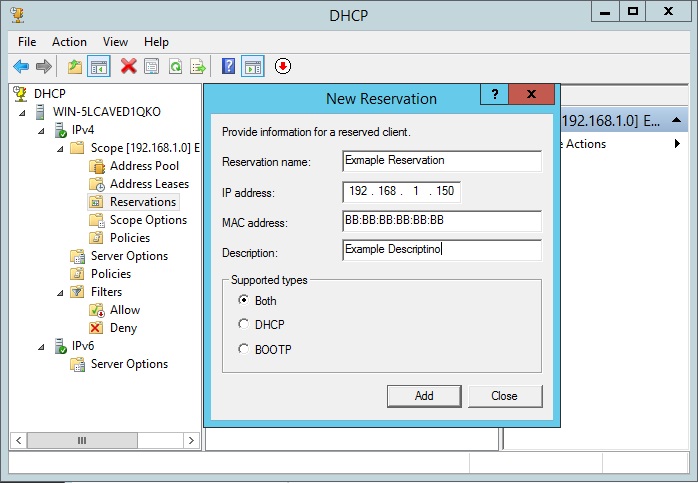 DHCP
File Action View Help
DHCP
WIN-5LCAVED1QKO
IPv4
Scope [192.168.1.0] E
Address Pool
Address Leases
Reservations
Scope Options
Policies
Server Options
Policies
Filters
Allow
Deny
IPv6
Server Options
? x
New Reservation
Provide information for a reserved client.
Reservation name: Exmaple Reservation
IP address: 192 . 168 . 1 . 150
MAC address: BB:BB:BB:BB:BB:BB
Description: Example Descriptino
Supported types
Both
DHCP
BOOTP
Add Close
192.168.1.0] E...
e Actions